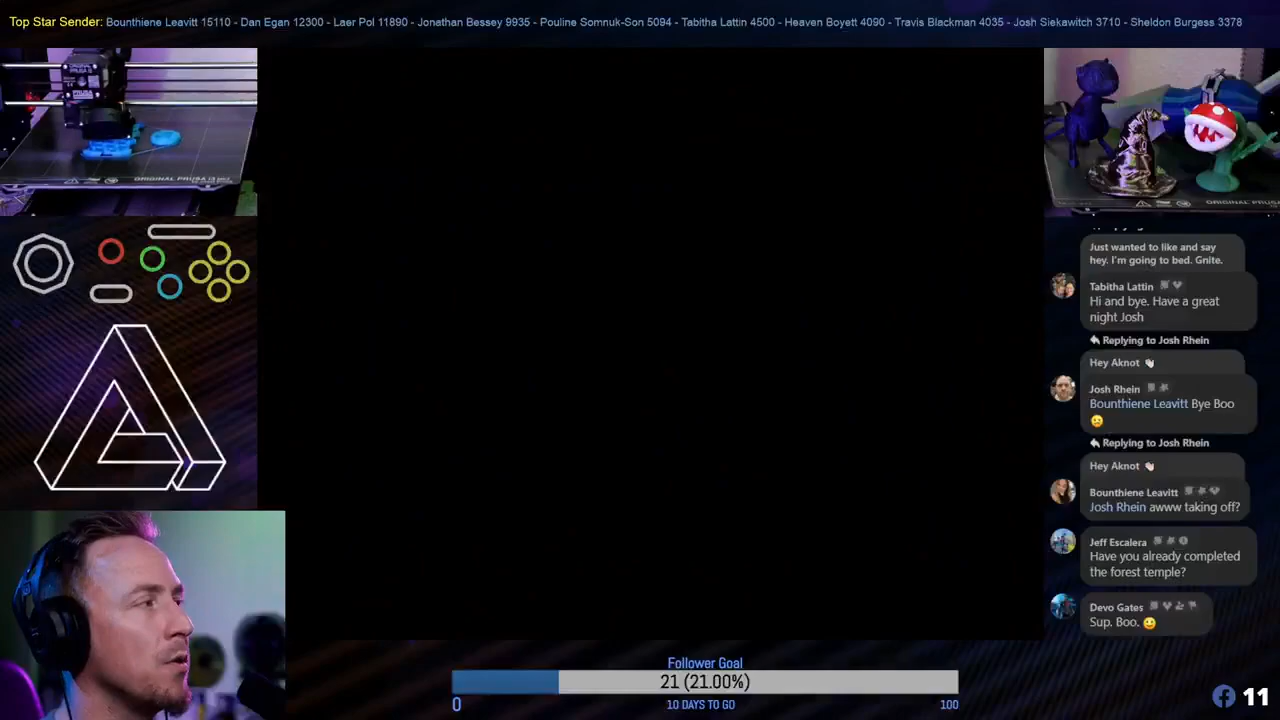 Top Star Sender: Bounthiene Leavitt 15110 - Dan Egan 12300 - Laer Pol 11890 - Jonathan Bessey 9935 - Pouline Somnuk-Son 5094 - Tabitha Lattin 4500 - Heaven Boyett 4090 - Travis Blackman 4035 - Josh Siekawitch 3710 - Sheldon Burgess 3378
ORIGINAL PRUSA
ORIGINAL PRUSA
Just wanted to like and say
hey. I'm going to bed. Gnite.
Tabitha Lattin
Hi and bye. Have a great
night Josh
Replying to Josh Rhein
Hey Aknot 👋
Josh Rhein
Bounthiene Leavitt Bye Boo
🙁
Replying to Josh Rhein
Hey Aknot 👋
Bounthiene Leavitt
Josh Rhein awww taking off?
Jeff Escalera
Have you already completed
the forest temple?
Devo Gates
Sup. Boo. 😀
Follower Goal
21 (21.00%)
0
10 DAYS TO GO
100
11